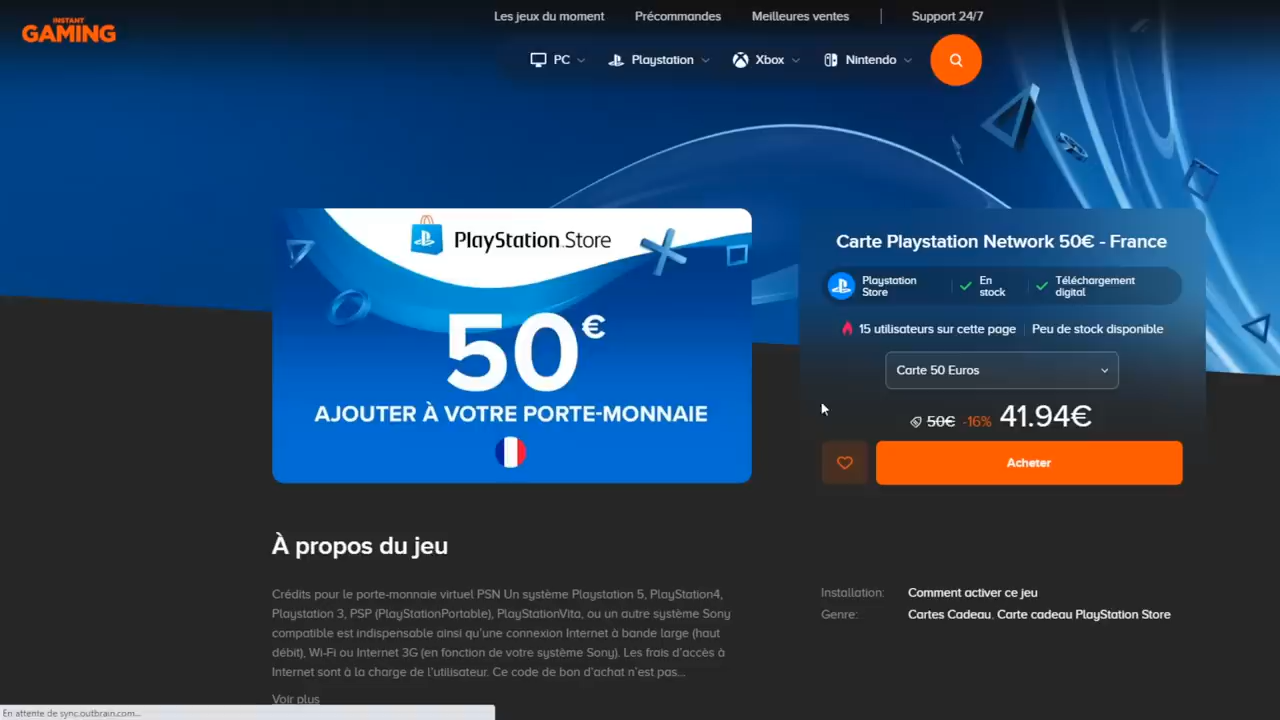 INSTANT
GAMING
Les jeux du moment
Précommandes
Meilleures ventes
Support 24/7
PC
Playstation
Xbox
Nintendo
PlayStation Store
50€
AJOUTER À VOTRE PORTE-MONNAIE
Carte Playstation Network 50€ - France
Playstation
Store
En
stock
Téléchargement
digital
15 utilisateurs sur cette page
Peu de stock disponible
Carte 50 Euros
50€ -16% 41.94€
Acheter
À propos du jeu
Crédits pour le porte-monnaie virtuel PSN Un système Playstation 5, PlayStation4,
Playstation 3, PSP (PlayStationPortable), PlayStationVita, ou un autre système Sony
compatible est indispensable ainsi qu'une connexion Internet à bande large (haut
débit), Wi-Fi ou Internet 3G (en fonction de votre système Sony). Les frais d'accès à
Internet sont à la charge de l'utilisateur. Ce code de bon d'achat n'est pas...
Voir plus
Installation: Comment activer ce jeu
Genre: Cartes Cadeau, Carte cadeau PlayStation Store
En attente de sync.outbrain.com...